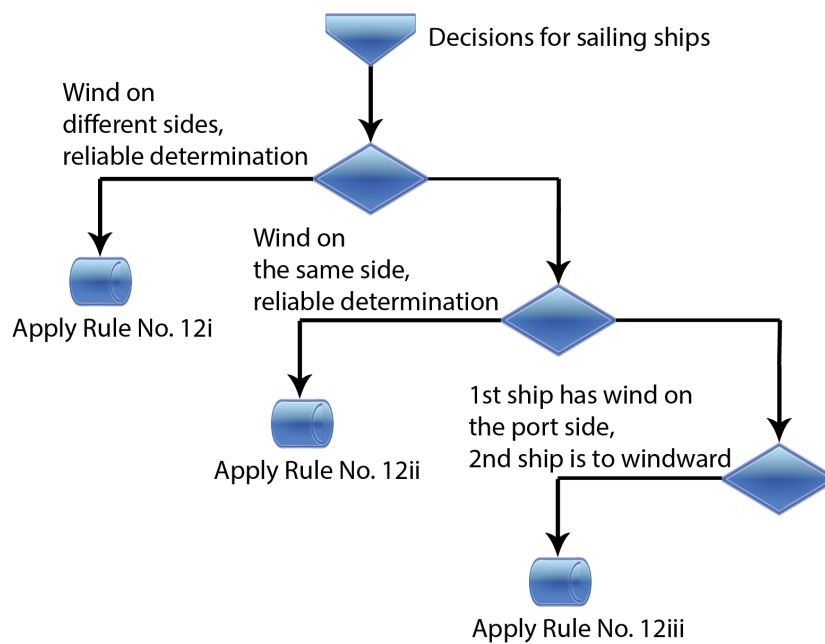 Decisions for sailing ships
Wind on
different sides,
reliable determination
Apply Rule No. 12i
Wind on
the same side,
reliable determination
Apply Rule No. 12ii
1st ship has wind on
the port side,
2nd ship is to windward
Apply Rule No. 12iii